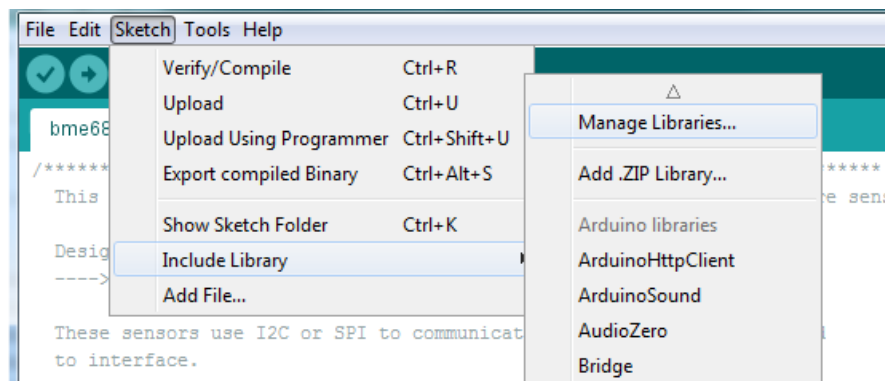 File Edit Sketch Tools Help
Verify/Compile Ctrl+R
Upload Ctrl+U
Upload Using Programmer Ctrl+Shift+U
Export compiled Binary Ctrl+Alt+S
Show Sketch Folder Ctrl+K
Include Library
Add File...
Manage Libraries...
Add .ZIP Library...
Arduino libraries
ArduinoHttpClient
ArduinoSound
AudioZero
Bridge
bme68
/******
*****
This
Desig
---->
These sensors use I2C or SPI to communicat
to interface.